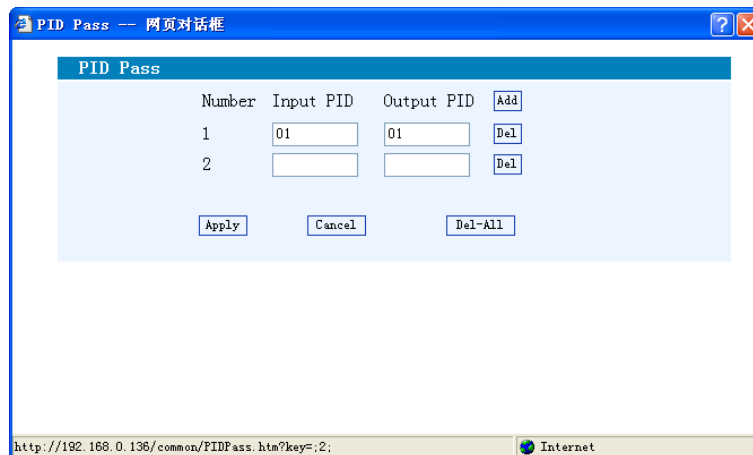 PID Pass -- 网页对话框
PID Pass
Number Input PID Output PID Add
1 01 01 Del
2 Del
Apply Cancel Del-All
http://192.168.0.136/common/PIDPass.htm?key=;2; Internet